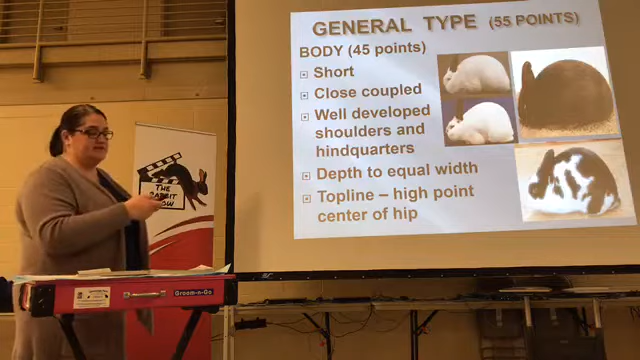 GENERAL TYPE (55 POINTS)
BODY (45 points)
Short
Close coupled
Well developed
shoulders and
hindquarters
Depth to equal width
Topline – high point
center of hip
THE
RABBIT
SHOW
Groom-n-Go